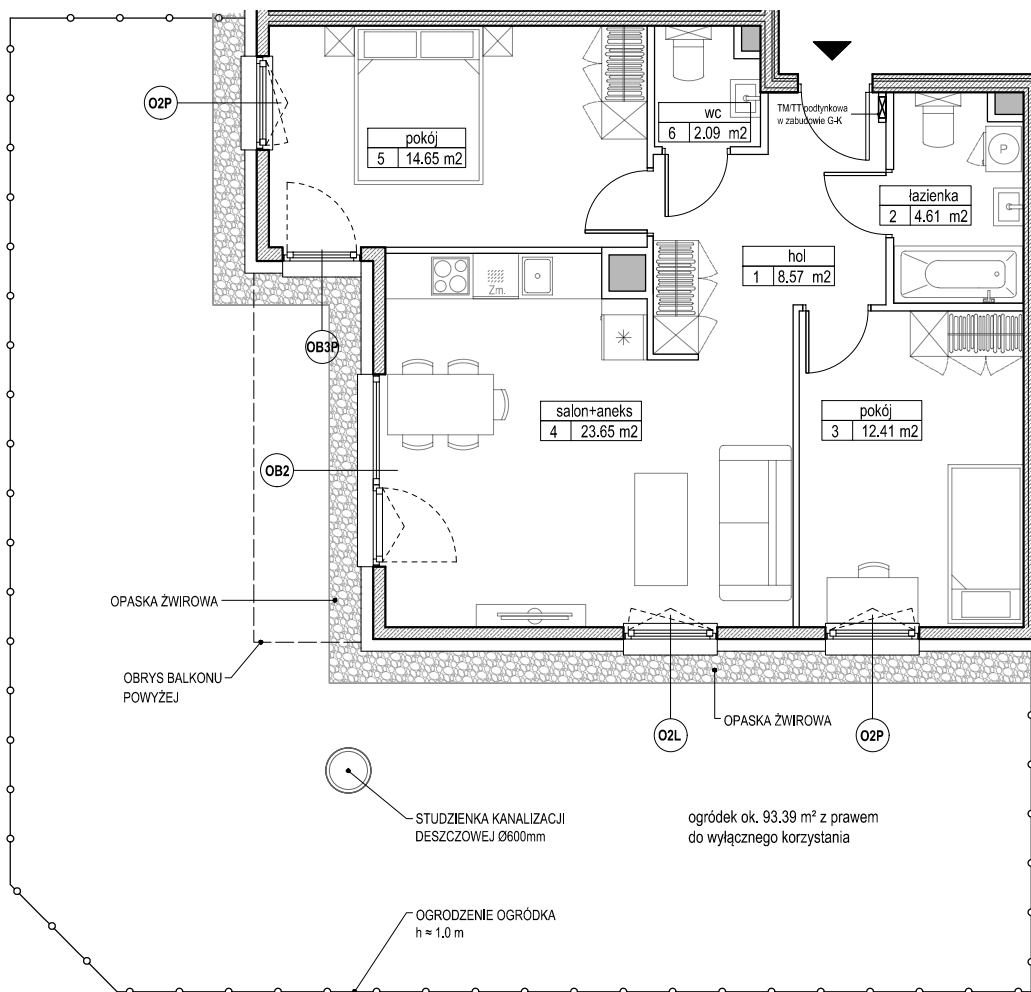 O2P
pokój
5 14.65 m2
wc
6 2.09 m2
TM/TT podtynkowa
w zabudowie G-K
P
łazienka
2 4.61 m2
hol
1 8.57 m2
Zm.
OB3P
salon+aneks
4 23.65 m2
pokój
3 12.41 m2
OB2
OPASKA ŻWIROWA
OBRYS BALKONU
POWYŻEJ
OPASKA ŻWIROWA
O2L
O2P
STUDZIENKA KANALIZACJI
DESZCZOWEJ Ø600mm
ogródek ok. 93.39 m² z prawem
do wyłącznego korzystania
OGRODZENIE OGRÓDKA
h ≈ 1.0 m